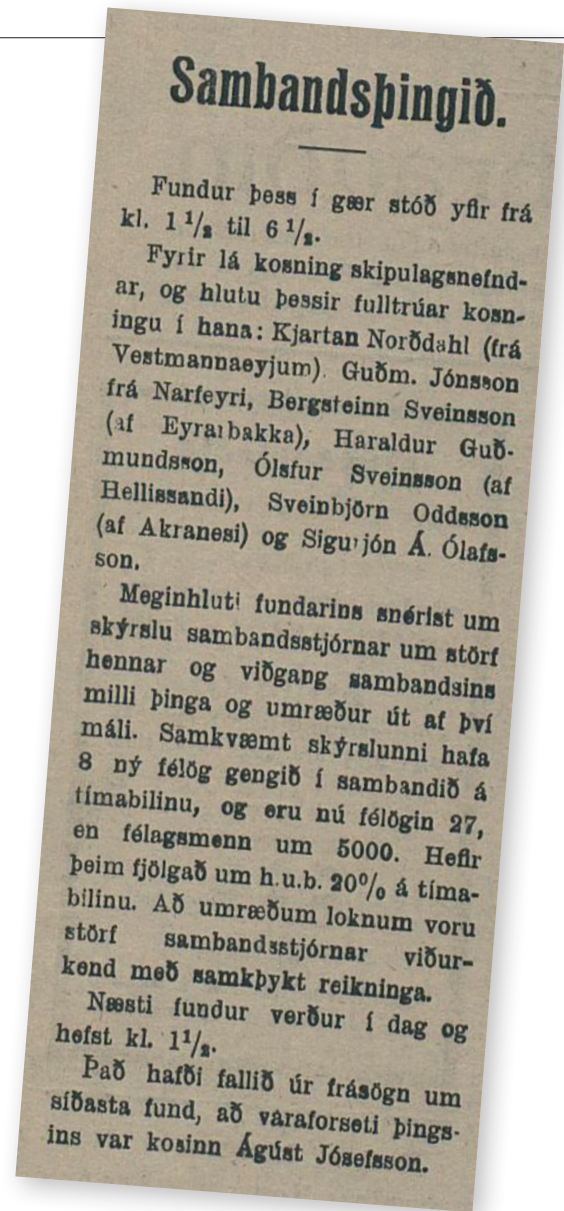 Sambandsþingið.
Fundur þess í gær stóð yfir frá
kl. 1 1/2 til 6 1/2.
Fyrir lá kosning skipulagsnefnd-
ar, og hlutu þessir fulltrúar kosn-
ingu í hana: Kjartan Norðdahl (frá
Vestmannaeyjum). Guðm. Jónsson
frá Narfeyri, Bergsteinn Sveinsson
(af Eyrarbakka), Haraldur Guð-
mundsson, Ólafur Sveinsson (af
Hellissandi), Sveinbjörn Oddsson
(af Akranesi) og Sigurjón Á. Ólafs-
son.
Meginhluti fundarins snérist um
skýrslu sambandsstjórnar um störf
hennar og viðgang sambandsins
milli þinga og umræður út af því
máli. Samkvæmt skýrslunni hafa
8 ný félög gengið í sambandið á
tímabilinu, og eru nú félögin 27,
en félagsmenn um 5000. Hefir
þeim fjölgað um h.u.b. 20% á tíma-
bilinu. Að umræðum loknum voru
störf sambandsstjórnar viður-
kend með samkþykt reikninga.
Næsti fundur verður í dag og
hefst kl. 1 1/2.
Það hafði fallið úr frásögn um
síðasta fund, að varaforseti þings-
ins var kosinn Ágúst Jósefsson.